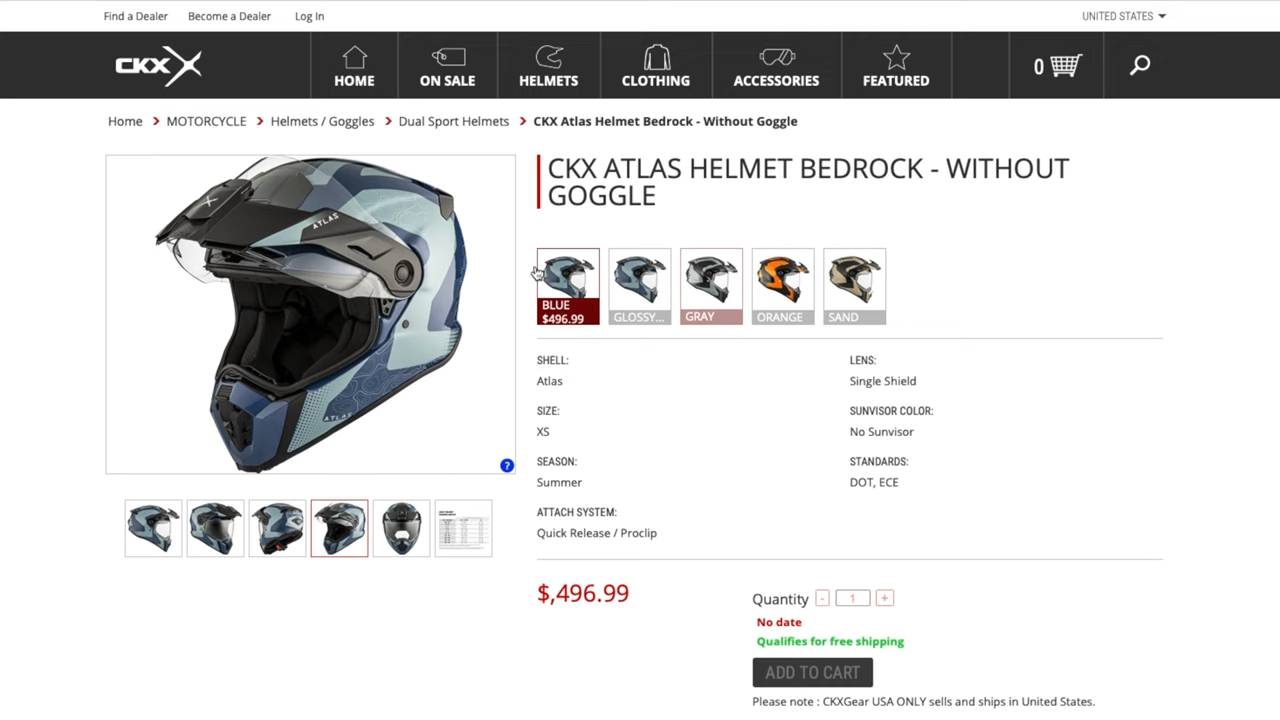 Find a Dealer Become a Dealer Log In UNITED STATES
CKX HOME ON SALE HELMETS CLOTHING ACCESSORIES FEATURED 0
Home MOTORCYCLE Helmets / Goggles Dual Sport Helmets CKX Atlas Helmet Bedrock - Without Goggle
CKX ATLAS HELMET BEDROCK - WITHOUT
GOGGLE
ATLAS
ATLAS
?
BLUE
$496.99
GLOSSY...
GRAY
ORANGE
SAND
SHELL:
Atlas
LENS:
Single Shield
SIZE:
XS
SUNVISOR COLOR:
No Sunvisor
SEASON:
Summer
STANDARDS:
DOT, ECE
ATTACH SYSTEM:
Quick Release / Proclip
$,496.99
Quantity - 1 +
No date
Qualifies for free shipping
ADD TO CART
Please note : CKXGear USA ONLY sells and ships in United States.